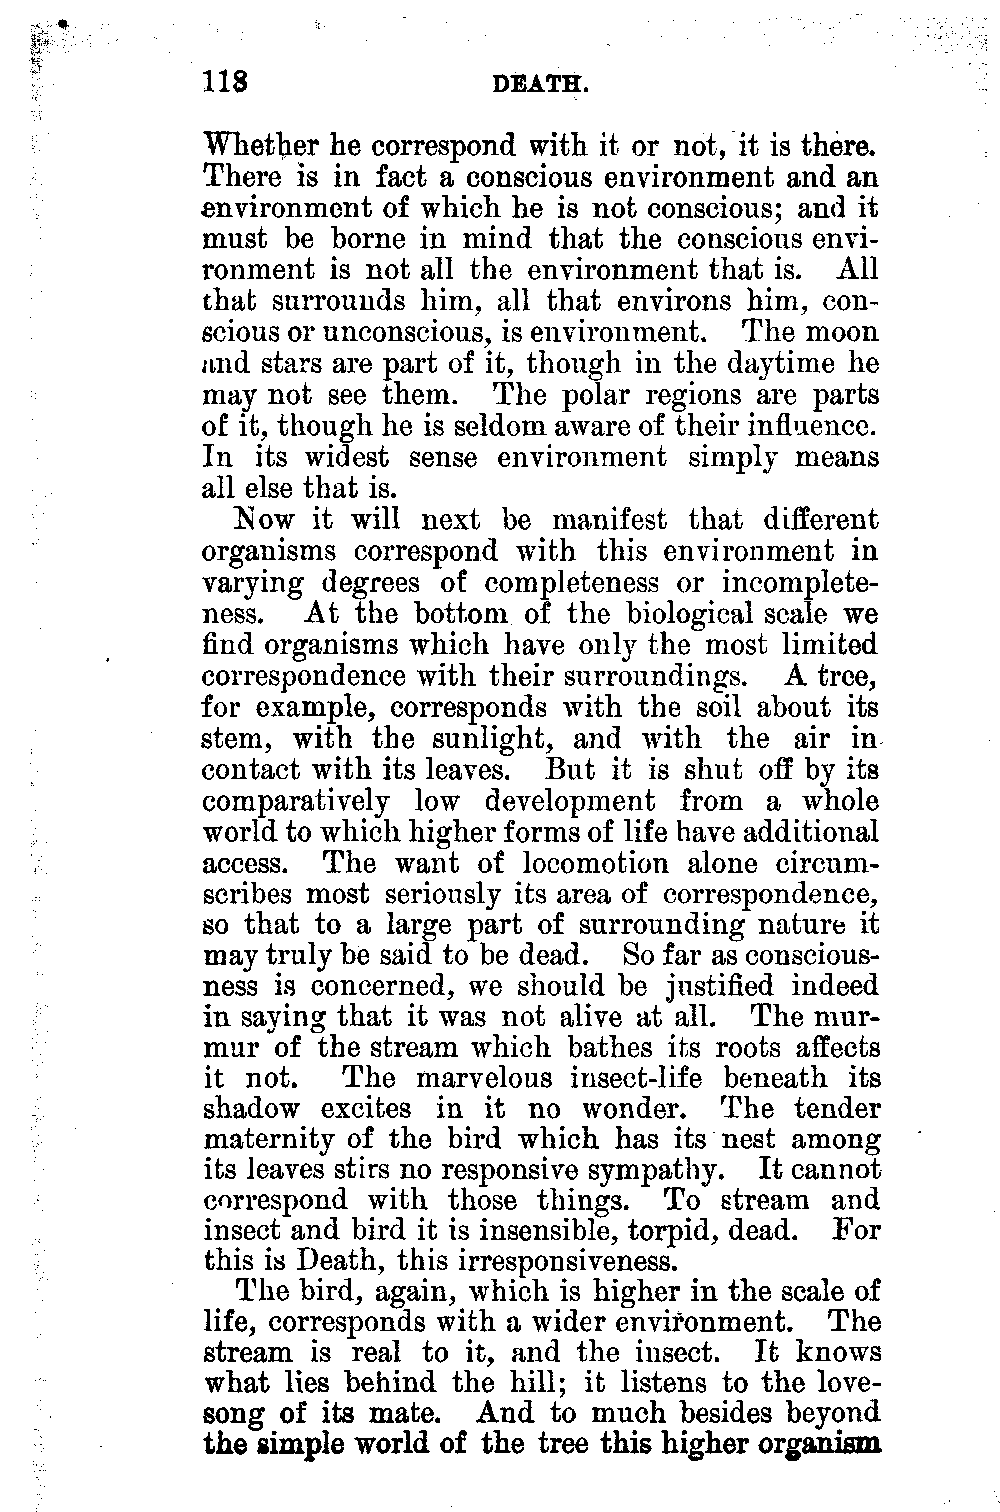 118 DEATH.
Whether he correspond with it or not, it is there.
There is in fact a conscious environment and an
environment of which he is not conscious; and it
must be borne in mind that the conscious envi-
ronment is not all the environment that is. All
that surrounds him, all that environs him, con-
scious or unconscious, is environment. The moon
and stars are part of it, though in the daytime he
may not see them. The polar regions are parts
of it, though he is seldom aware of their influence.
In its widest sense environment simply means
all else that is.
Now it will next be manifest that different
organisms correspond with this environment in
varying degrees of completeness or incomplete-
ness. At the bottom of the biological scale we
find organisms which have only the most limited
correspondence with their surroundings. A tree,
for example, corresponds with the soil about its
stem, with the sunlight, and with the air in
contact with its leaves. But it is shut off by its
comparatively low development from a whole
world to which higher forms of life have additional
access. The want of locomotion alone circum-
scribes most seriously its area of correspondence,
so that to a large part of surrounding nature it
may truly be said to be dead. So far as conscious-
ness is concerned, we should be justified indeed
in saying that it was not alive at all. The mur-
mur of the stream which bathes its roots affects
it not. The marvelous insect-life beneath its
shadow excites in it no wonder. The tender
maternity of the bird which has its nest among
its leaves stirs no responsive sympathy. It cannot
correspond with those things. To stream and
insect and bird it is insensible, torpid, dead. For
this is Death, this irresponsiveness.
The bird, again, which is higher in the scale of
life, corresponds with a wider environment. The
stream is real to it, and the insect. It knows
what lies behind the hill; it listens to the love-
song of its mate. And to much besides beyond
the simple world of the tree this higher organism